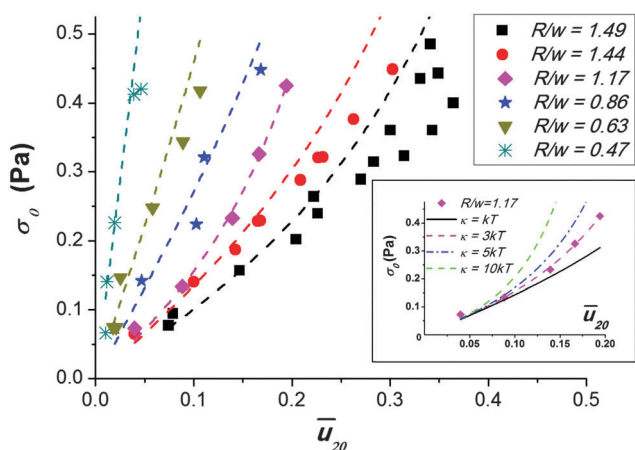 σ₀ (Pa)
0.5
0.4
0.3
0.2
0.1
0.0
0.0 0.1 0.2 0.3 0.4 0.5
ū₂₀
R/w = 1.49
R/w = 1.44
R/w = 1.17
R/w = 0.86
R/w = 0.63
R/w = 0.47
σ₀ (Pa)
0.4
0.3
0.2
0.1
0
0.05 0.10 0.15 0.20
ū₂₀
R/w=1.17
κ = kT
κ = 3kT
κ = 5kT
κ = 10kT